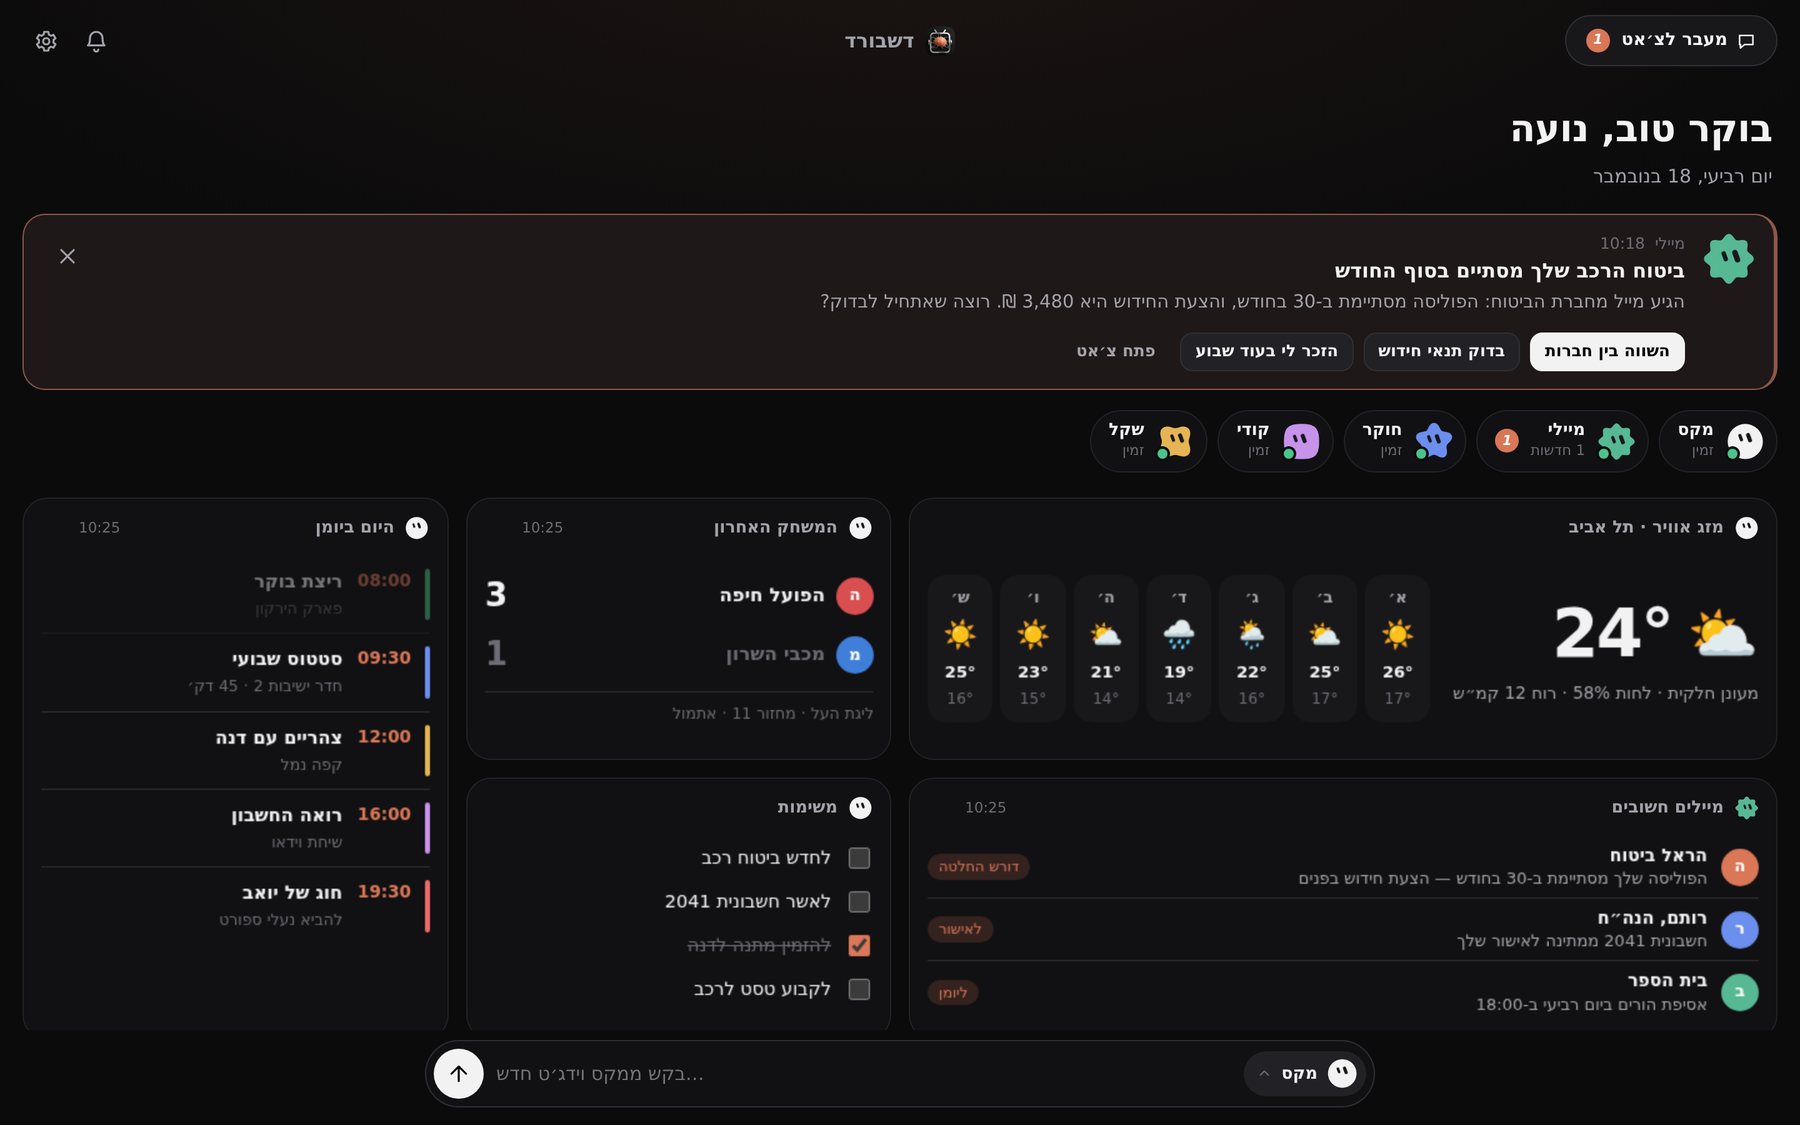 מעבר לצ׳אט 1
דשבורד
בוקר טוב, נועה
יום רביעי, 18 בנובמבר
מיילי 10:18
ביטוח הרכב שלך מסתיים בסוף החודש
הגיע מייל מחברת הביטוח: הפוליסה מסתיימת ב-30 בחודש, והצעת החידוש היא 3,480 ₪. רוצה שאתחיל לבדוק?
השווה בין חברות
בדוק תנאי חידוש
הזכר לי בעוד שבוע
פתח צ׳אט
מקס
זמין
מיילי
1 חדשות
1
חוקר
זמין
קודי
זמין
שקל
זמין
מזג אוויר · תל אביב
24°
מעונן חלקית · לחות 58% · רוח 12 קמ״ש
א׳ 26° 17°
ב׳ 25° 17°
ג׳ 22° 16°
ד׳ 19° 14°
ה׳ 21° 14°
ו׳ 23° 15°
ש׳ 25° 16°
המשחק האחרון 10:25
ה הפועל חיפה 3
מ מכבי השרון 1
ליגת העל · מחזור 11 · אתמול
היום ביומן 10:25
08:00 ריצת בוקר
פארק הירקון
09:30 סטטוס שבועי
חדר ישיבות 2 · 45 דק׳
12:00 צהריים עם דנה
קפה נמל
16:00 רואה החשבון
שיחת וידאו
19:30 חוג של יואב
להביא נעלי ספורט
מיילים חשובים 10:25
ה הראל ביטוח
הפוליסה שלך מסתיימת ב-30 בחודש — הצעת חידוש בפנים
דורש החלטה
ר רותם, הנה״ח
חשבונית 2041 ממתינה לאישור שלך
לאישור
ב בית הספר
אסיפת הורים ביום רביעי ב-18:00
ליומן
משימות
לחדש ביטוח רכב
לאשר חשבונית 2041
להזמין מתנה לדנה
לקבוע טסט לרכב
מקס
בקש ממקס וידג׳ט חדש...